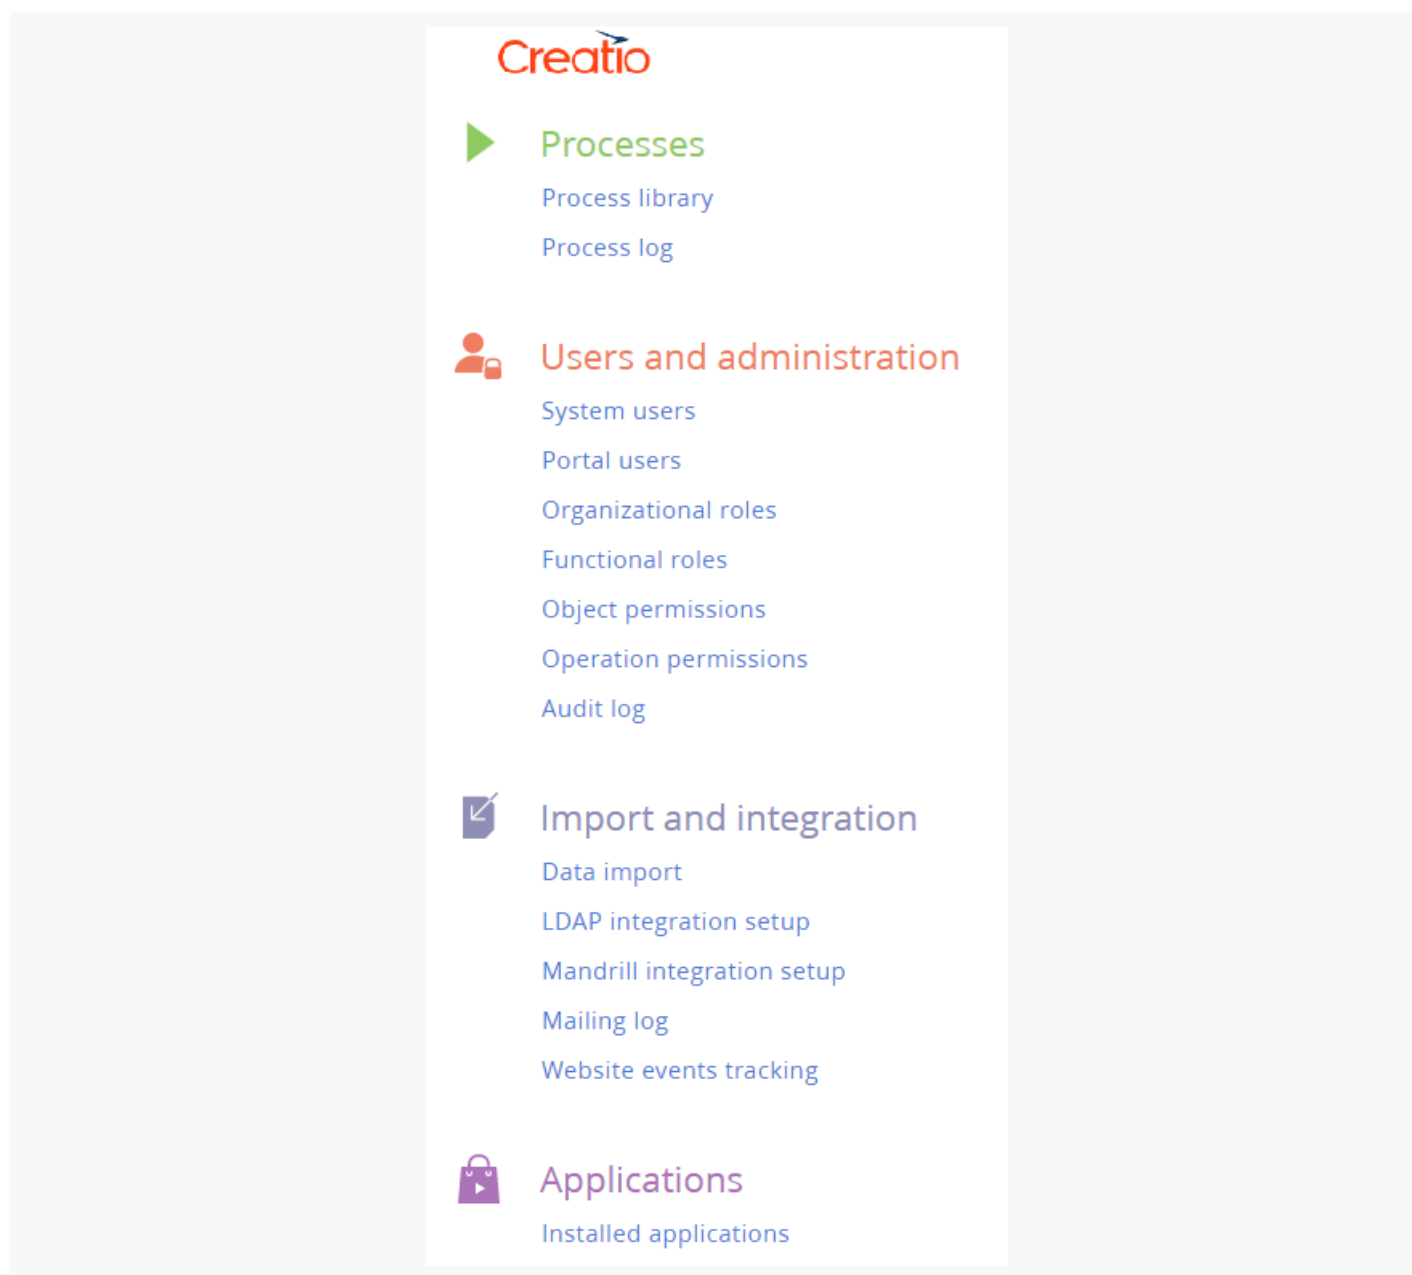 Creatio
Processes
Process library
Process log
Users and administration
System users
Portal users
Organizational roles
Functional roles
Object permissions
Operation permissions
Audit log
Import and integration
Data import
LDAP integration setup
Mandrill integration setup
Mailing log
Website events tracking
Applications
Installed applications